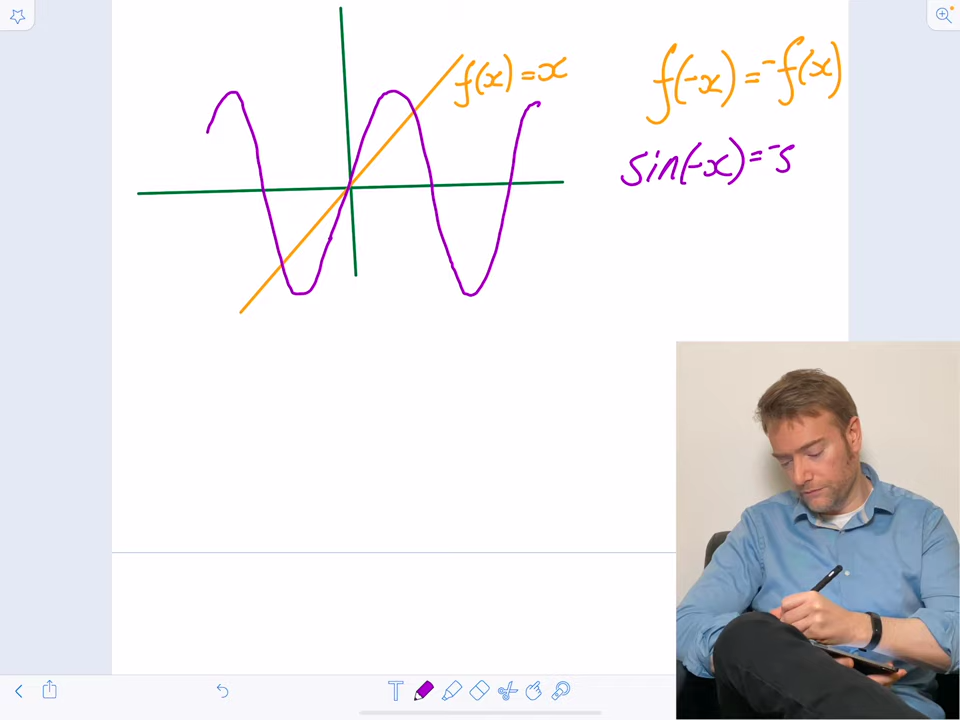 f(x) = x
f(-x) = -f(x)
sin(-x) = -s
T